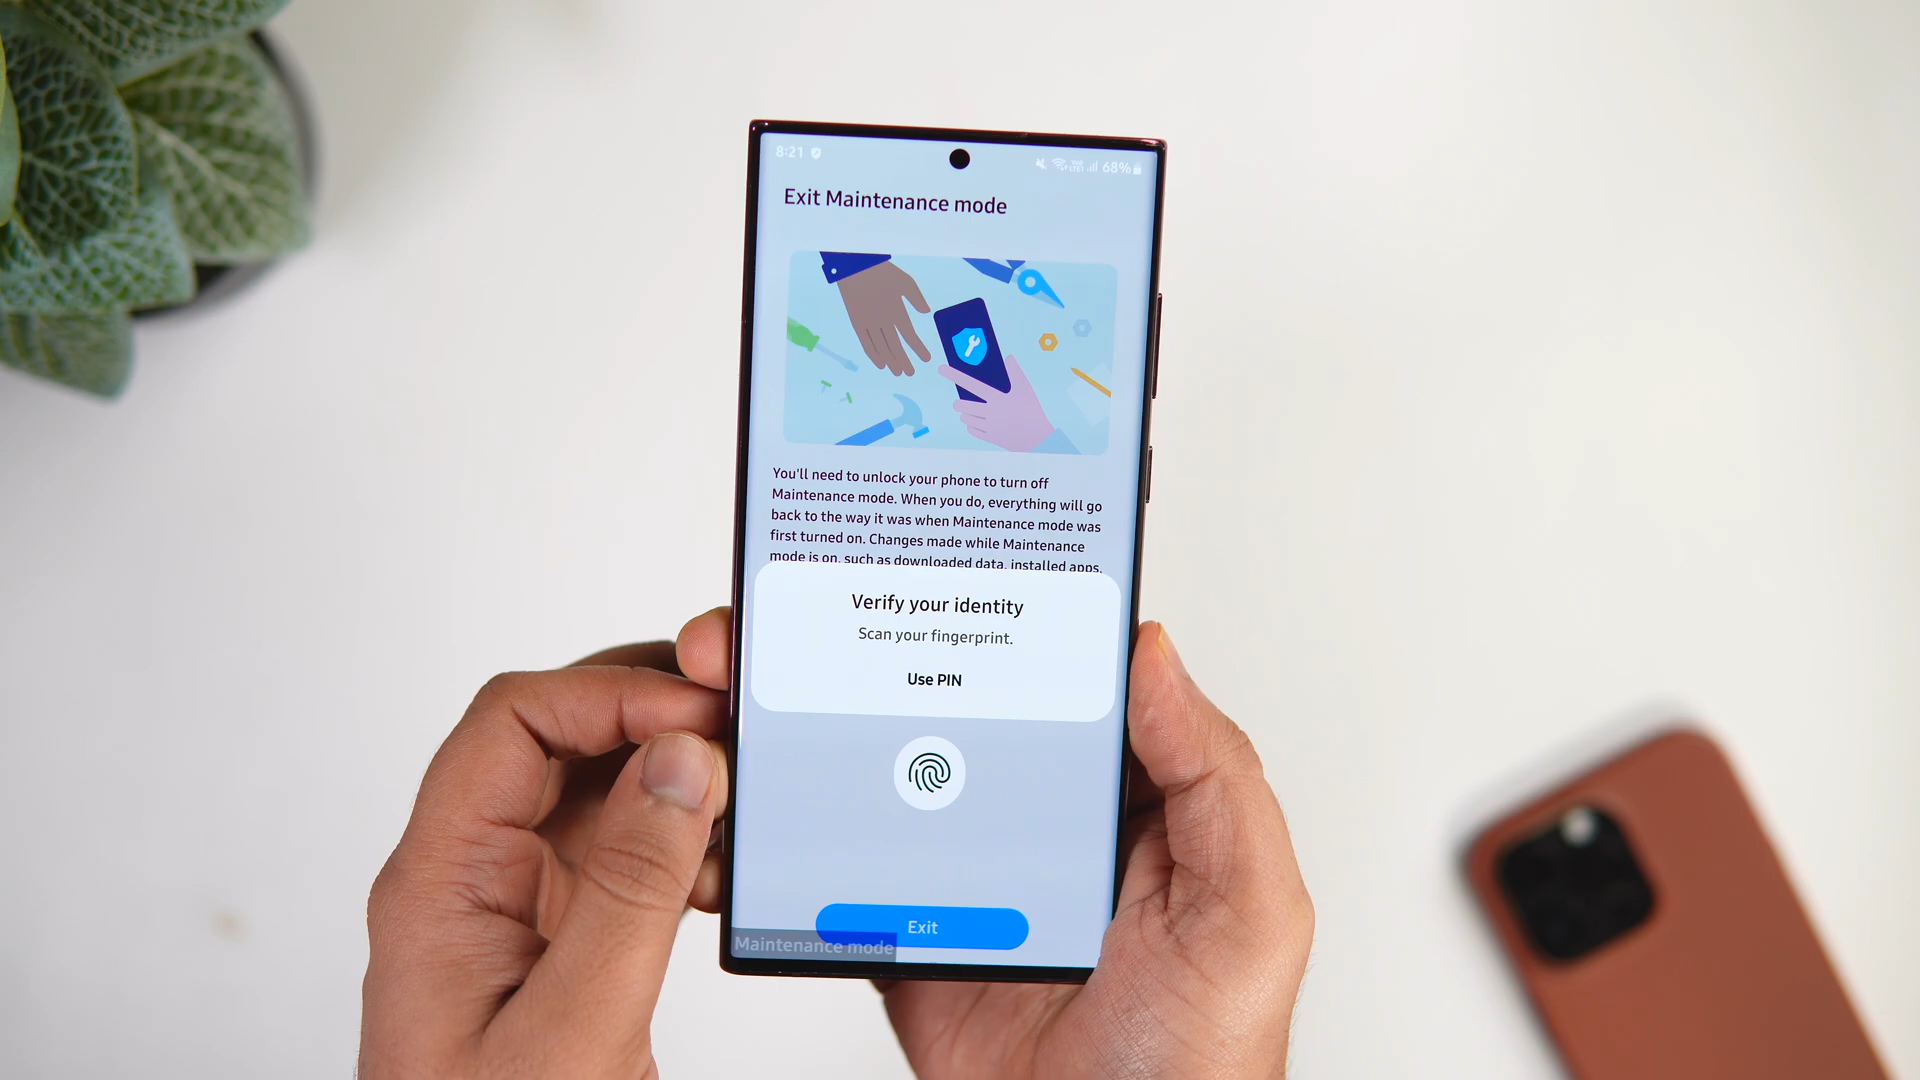 8:21
68%
Exit Maintenance mode
You'll need to unlock your phone to turn off
Maintenance mode. When you do, everything will go
back to the way it was when Maintenance mode was
first turned on. Changes made while Maintenance
mode is on, such as downloaded data, installed apps,
Verify your identity
Scan your fingerprint.
Use PIN
Exit
Maintenance mode